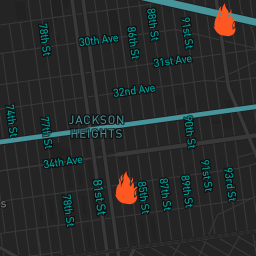 78th St
30th Ave
86th St
88th St
91st St
31st Ave
32nd Ave
74th St
77th St
JACKSON
HEIGHTS
90th St
34th Ave
78th St
81st St
85th St
87th St
89th St
91st St
93rd St
s